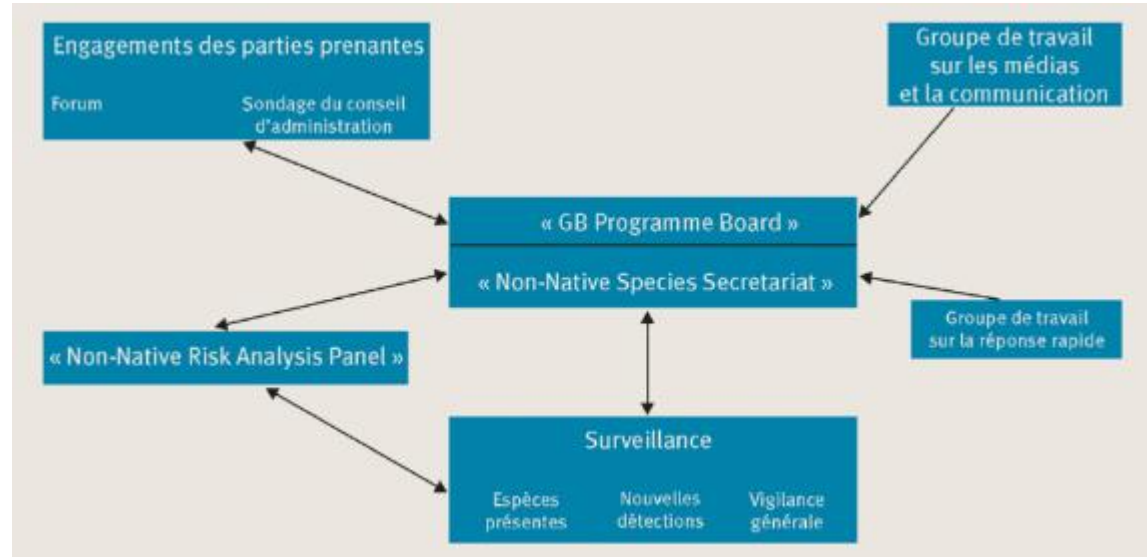 Engagements des parties prenantes
Forum
Sondage du conseil
d'administration
Groupe de travail
sur les médias
et la communication
« GB Programme Board »
« Non-Native Species Secretariat »
Groupe de travail
sur la réponse rapide
« Non-Native Risk Analysis Panel »
Surveillance
Espèces
présentes
Nouvelles
détections
Vigilance
générale